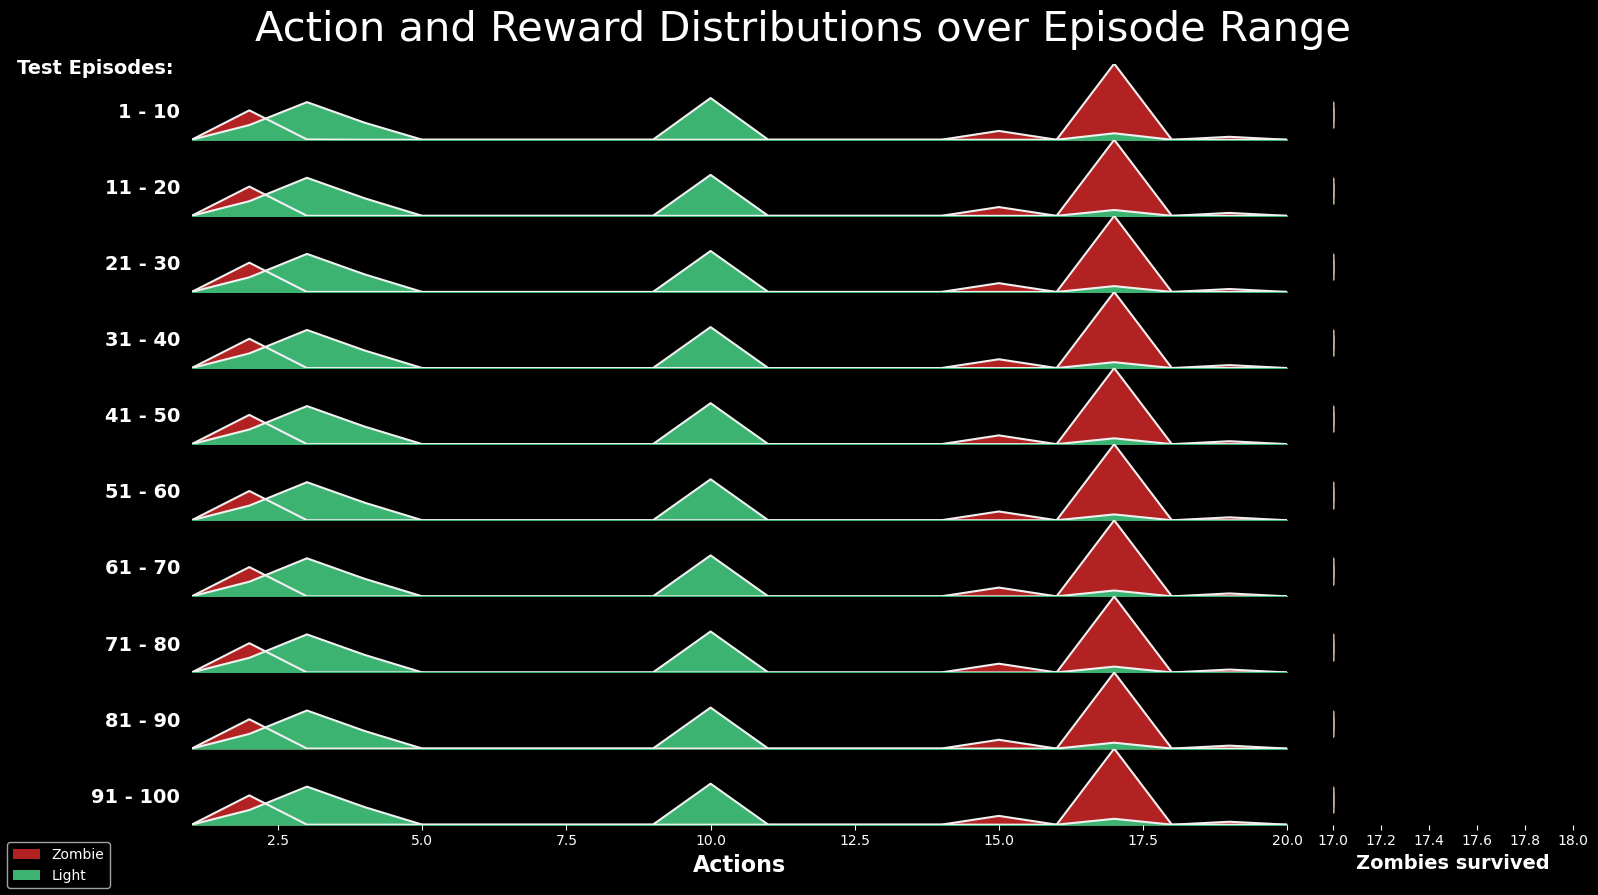 Action and Reward Distributions over Episode Range
Test Episodes:
1 - 10
11 - 20
21 - 30
31 - 40
41 - 50
51 - 60
61 - 70
71 - 80
81 - 90
91 - 100
2.5 5.0 7.5 10.0 12.5 15.0 17.5 20.0 17.0 17.2 17.4 17.6 17.8 18.0
Actions
Zombies survived
Zombie
Light